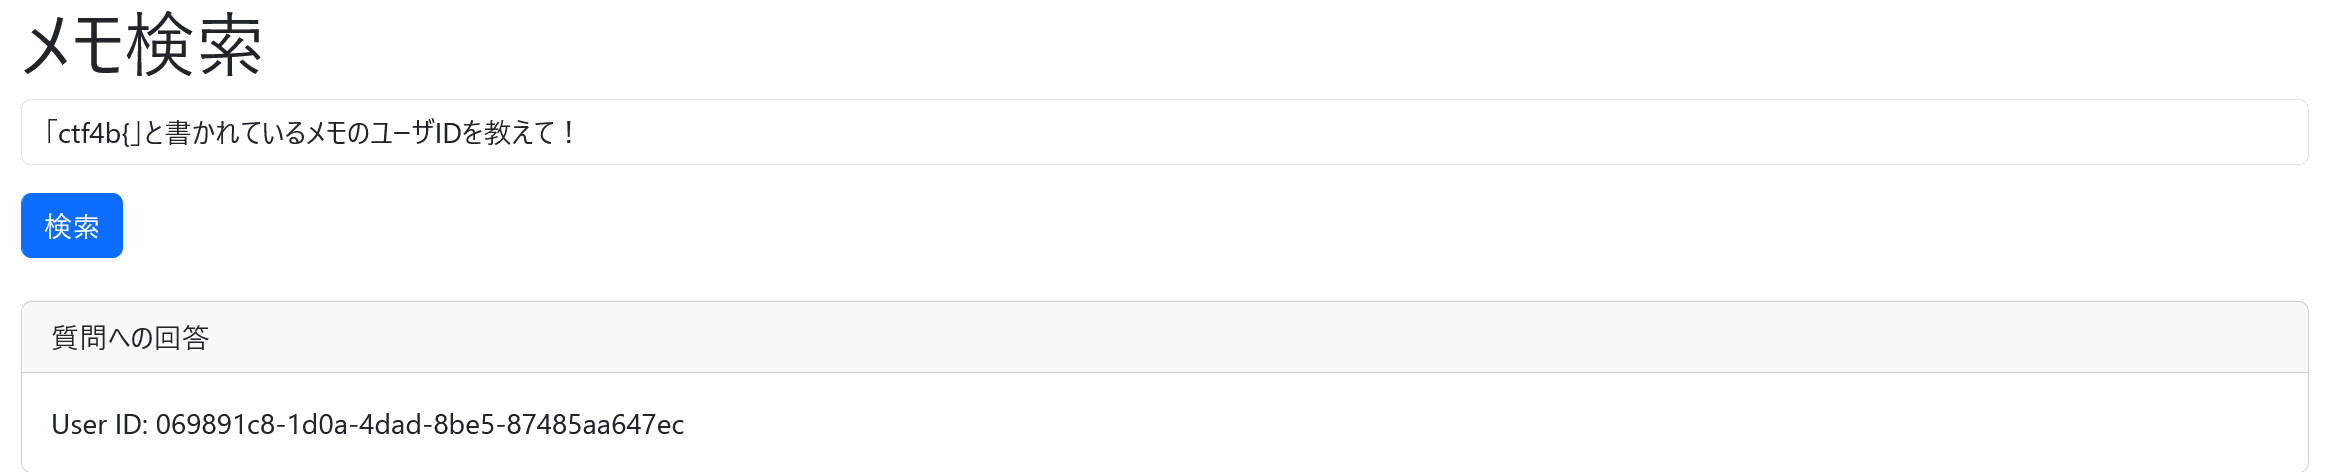 メモ検索
「ctf4b{」と書かれているメモのユーザIDを教えて！
検索
質問への回答
User ID: 069891c8-1d0a-4dad-8be5-87485aa647ec